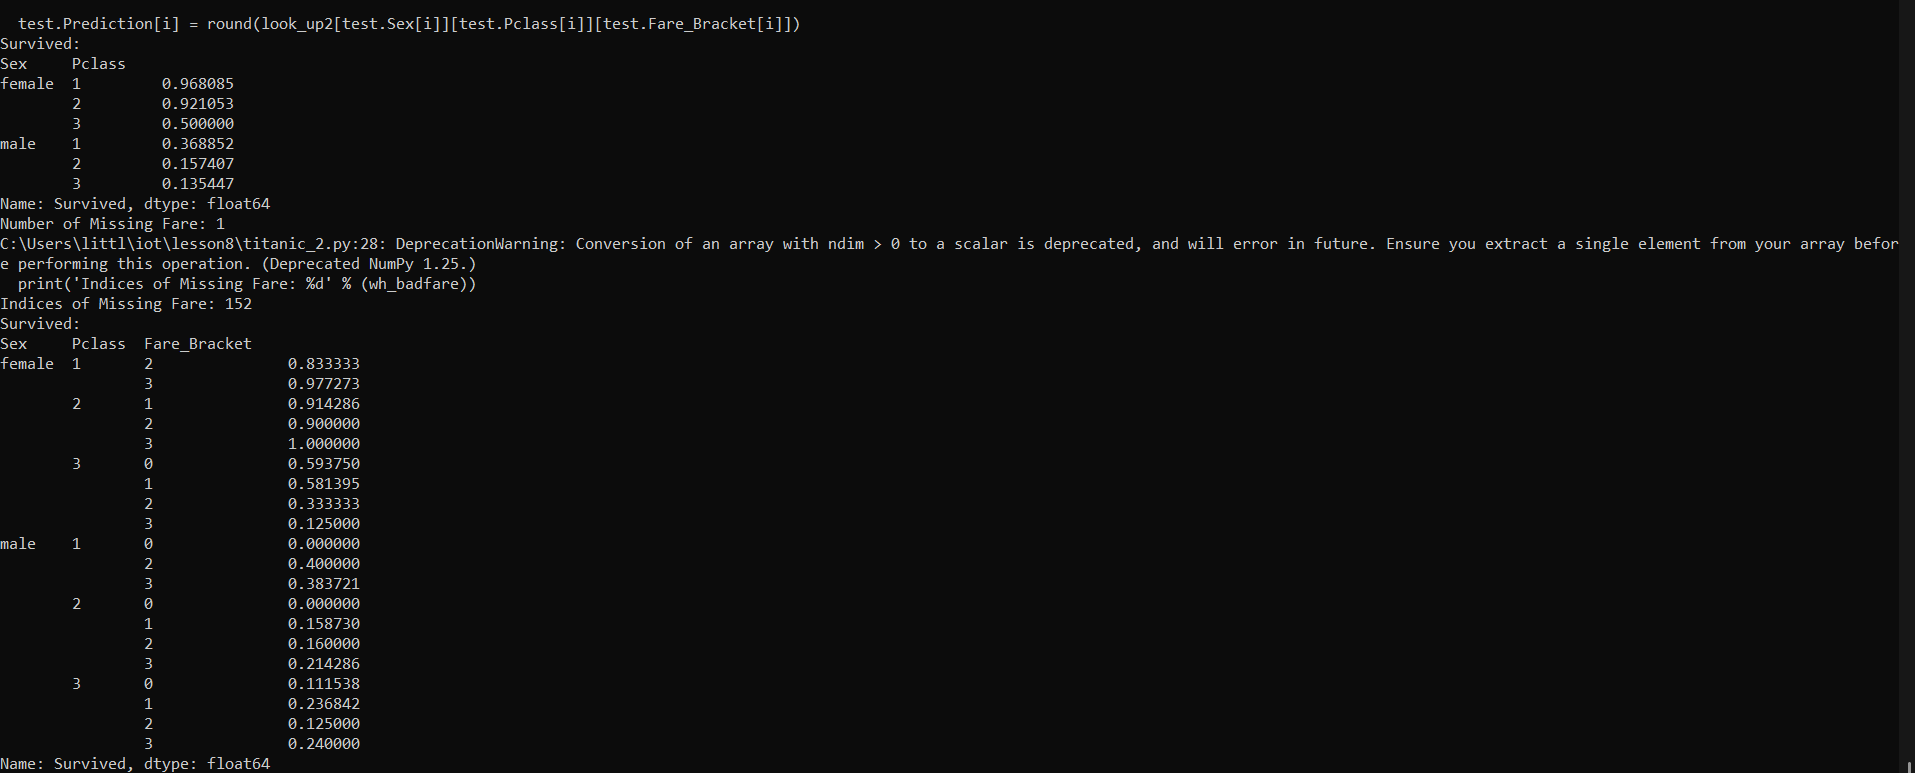 test.Prediction[i] = round(look_up2[test.Sex[i]][test.Pclass[i]][test.Fare_Bracket[i]])
Survived:
Sex     Pclass
female  1         0.968085
        2         0.921053
        3         0.500000
male    1         0.368852
        2         0.157407
        3         0.135447
Name: Survived, dtype: float64
Number of Missing Fare: 1
C:\Users\littl\iot\lesson8\titanic_2.py:28: DeprecationWarning: Conversion of an array with ndim > 0 to a scalar is deprecated, and will error in future. Ensure you extract a single element from your array befor
e performing this operation. (Deprecated NumPy 1.25.)
  print('Indices of Missing Fare: %d' % (wh_badfare))
Indices of Missing Fare: 152
Survived:
Sex     Pclass  Fare_Bracket
female  1       2               0.833333
                3               0.977273
        2       1               0.914286
                2               0.900000
                3               1.000000
        3       0               0.593750
                1               0.581395
                2               0.333333
                3               0.125000
male    1       0               0.000000
                2               0.400000
                3               0.383721
        2       0               0.000000
                1               0.158730
                2               0.160000
                3               0.214286
        3       0               0.111538
                1               0.236842
                2               0.125000
                3               0.240000
Name: Survived, dtype: float64